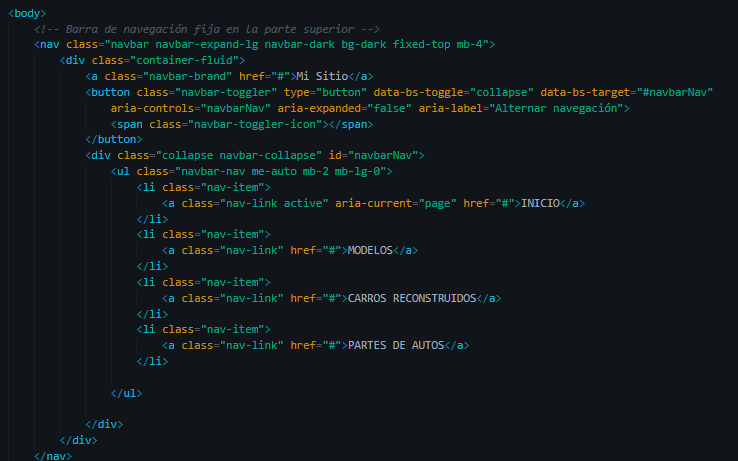 <body>
<!-- Barra de navegación fija en la parte superior -->
<nav class="navbar navbar-expand-lg navbar-dark bg-dark fixed-top mb-4">
<div class="container-fluid">
<a class="navbar-brand" href="#">Mi Sitio</a>
<button class="navbar-toggler" type="button" data-bs-toggle="collapse" data-bs-target="#navbarNav"
aria-controls="navbarNav" aria-expanded="false" aria-label="Alternar navegación">
<span class="navbar-toggler-icon"></span>
</button>
<div class="collapse navbar-collapse" id="navbarNav">
<ul class="navbar-nav me-auto mb-2 mb-lg-0">
<li class="nav-item">
<a class="nav-link active" aria-current="page" href="#">INICIO</a>
</li>
<li class="nav-item">
<a class="nav-link" href="#">MODELOS</a>
</li>
<li class="nav-item">
<a class="nav-link" href="#">CARROS RECONSTRUIDOS</a>
</li>
<li class="nav-item">
<a class="nav-link" href="#">PARTES DE AUTOS</a>
</li>
</ul>
</div>
</div>
</nav>